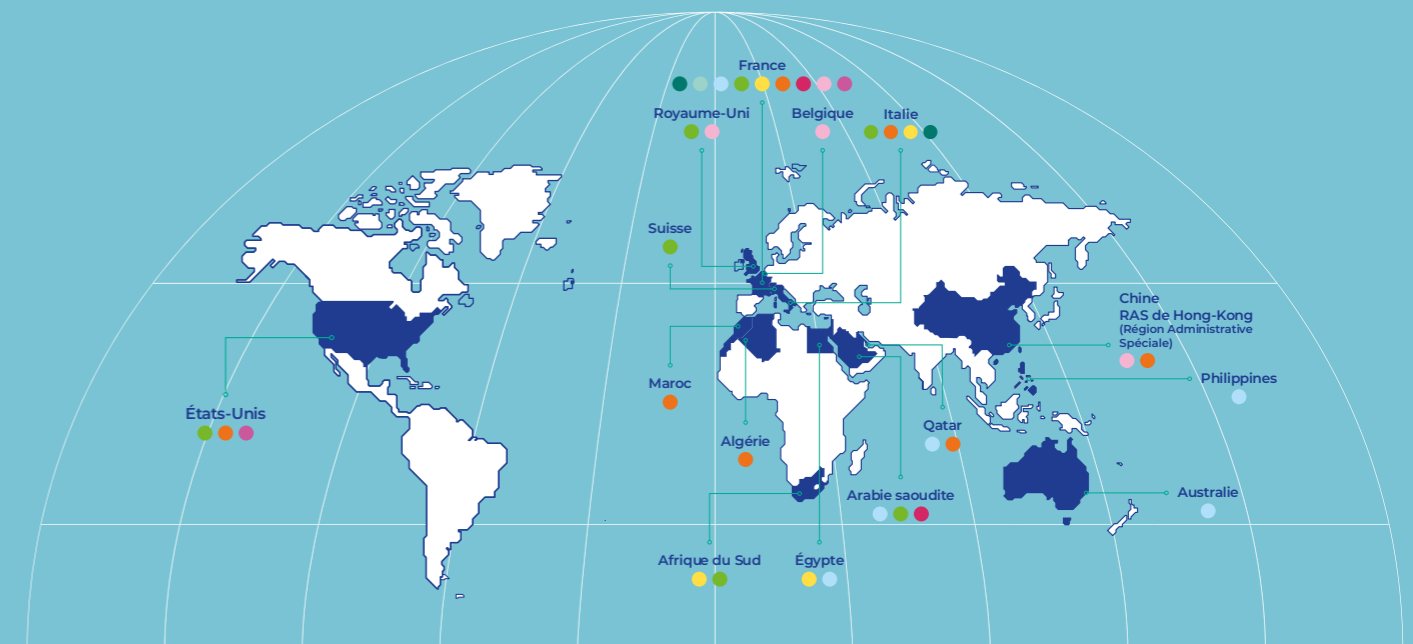 France
Royaume-Uni
Belgique
Italie
Suisse
Chine
RAS de Hong-Kong
(Région Administrative
Spéciale)
Philippines
Maroc
États-Unis
Algérie
Qatar
Arabie saoudite
Australie
Afrique du Sud
Égypte